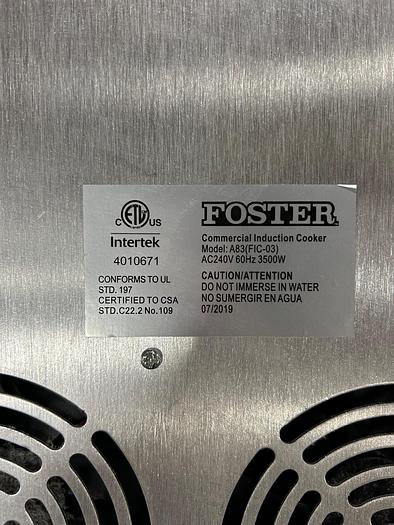 C ETL US
Intertek
4010671
CONFORMS TO UL
STD. 197
CERTIFIED TO CSA
STD.C22.2 No.109
FOSTER
Commercial Induction Cooker
Model: A83(FIC-03)
AC240V 60Hz 3500W
CAUTION/ATTENTION
DO NOT IMMERSE IN WATER
NO SUMERGIR EN AGUA
07/2019